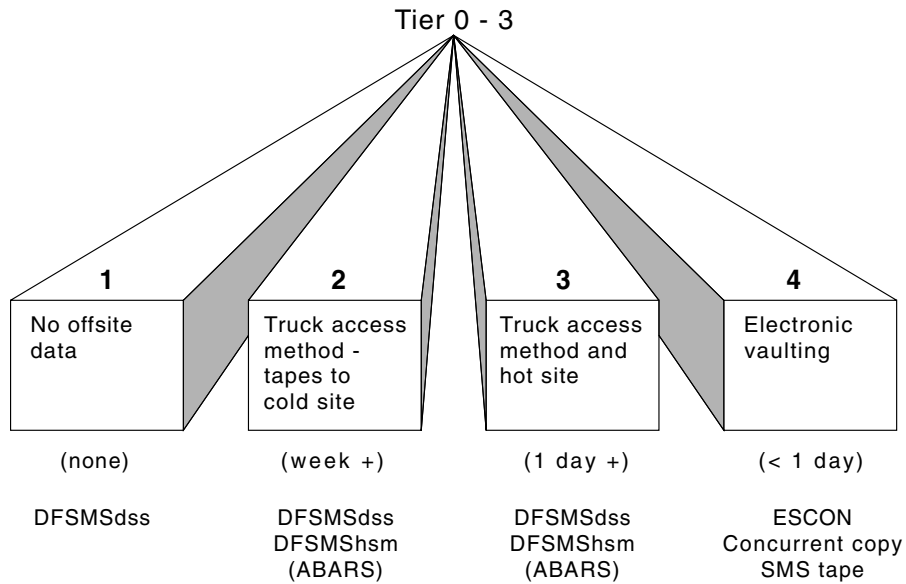 Tier 0 - 3
1
No offsite
data
(none)
DFSMSdss
2
Truck access
method -
tapes to
cold site
(week +)
DFSMSdss
DFSMShsm
(ABARS)
3
Truck access
method and
hot site
(1 day +)
DFSMSdss
DFSMShsm
(ABARS)
4
Electronic
vaulting
(< 1 day)
ESCON
Concurrent copy
SMS tape